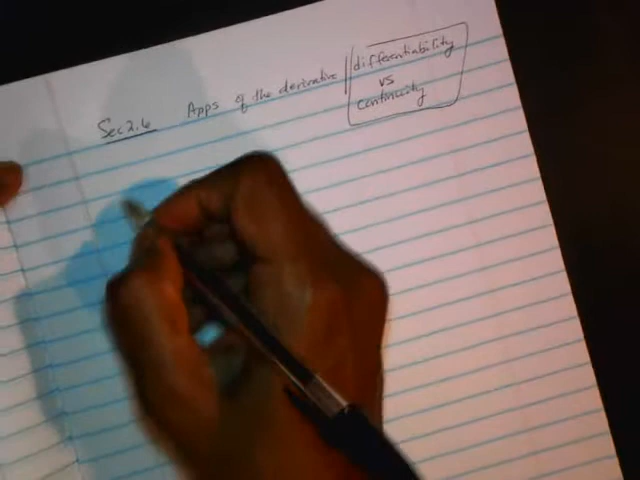 Sec 2.6 Apps of the derivative || differentiability
vs
continuity